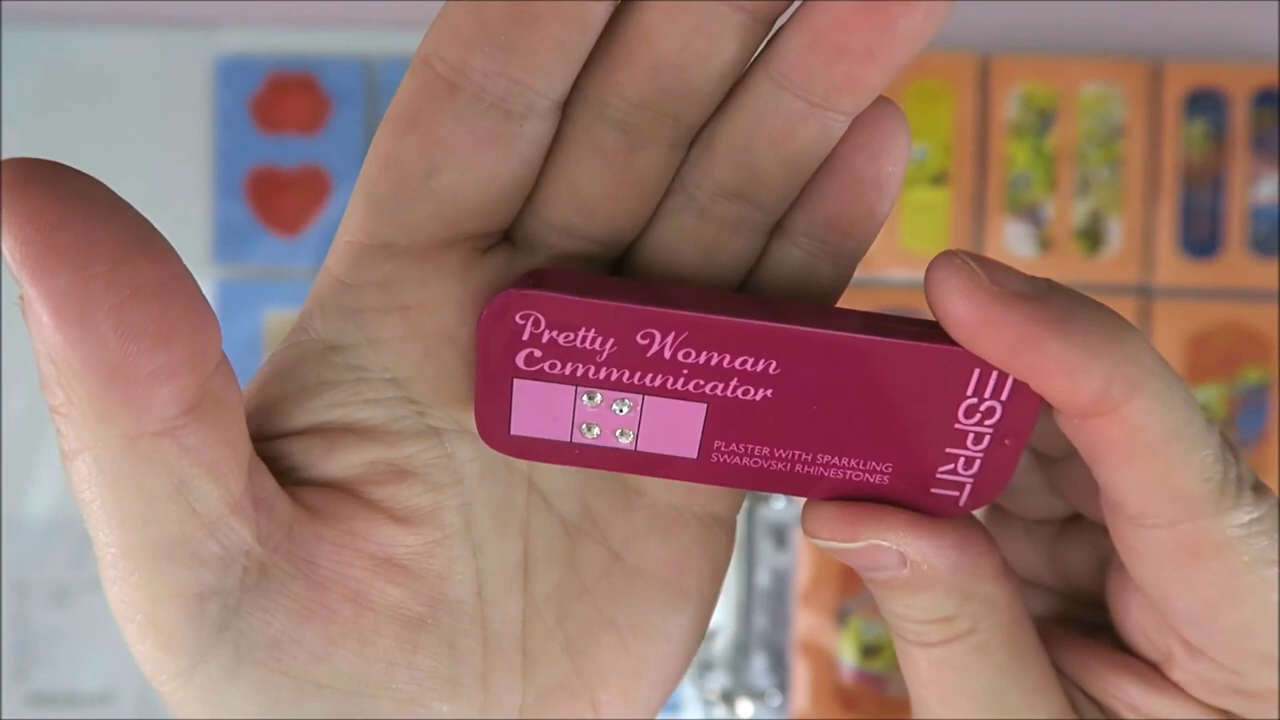 Pretty Woman
Communicator
PLASTER WITH SPARKLING
SWAROVSKI RHINESTONES
ESPRIT